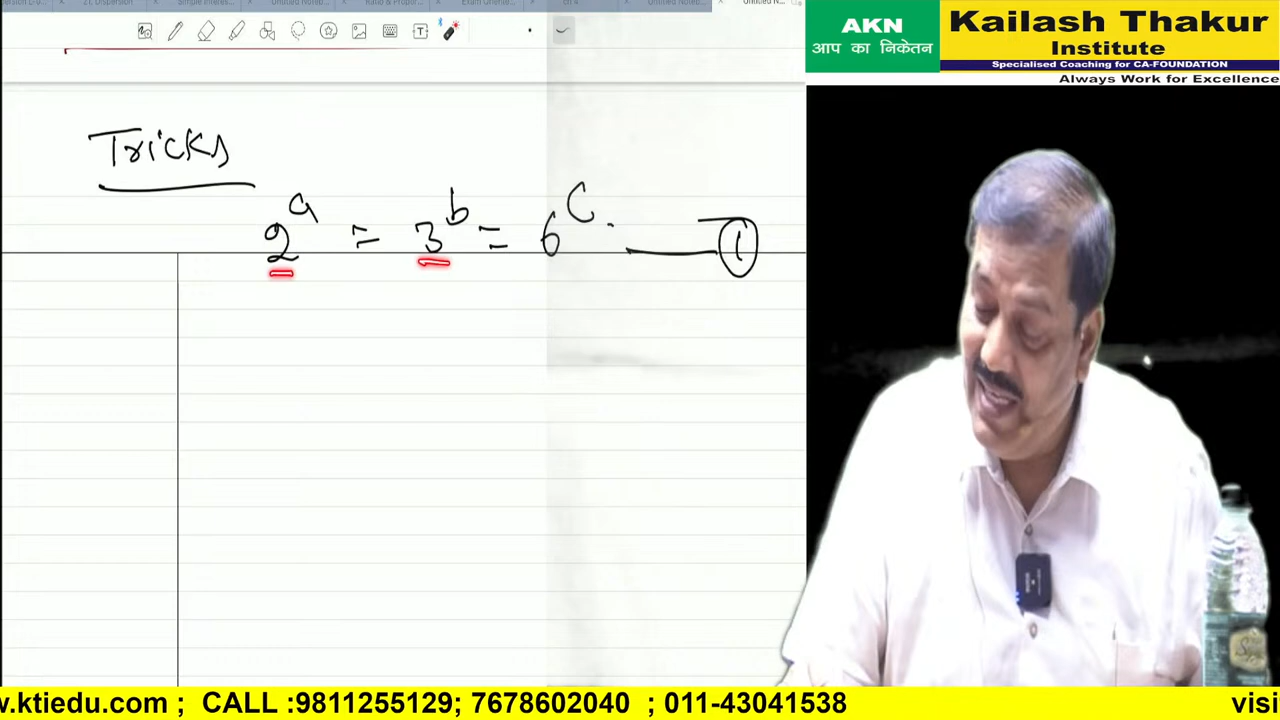 AKN
आप का निकेतन
Kailash Thakur
Institute
Specialised Coaching for CA-FOUNDATION
Always Work for Excellence
Tricks
2^a = 3^b = 6^c. —— ①
w.ktiedu.com ; CALL :9811255129; 7678602040 ; 011-43041538
visi